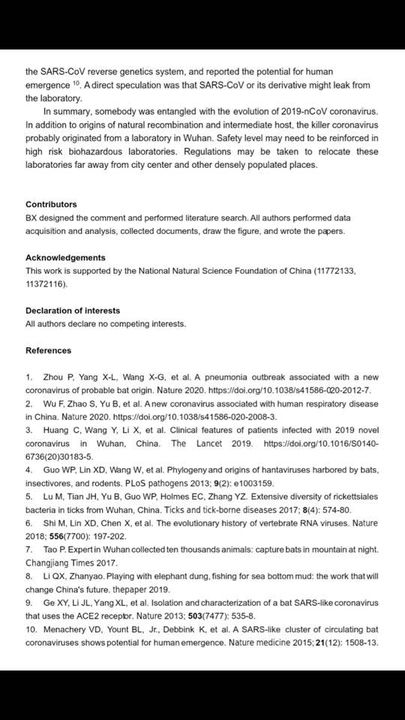 the SARS-CoV reverse genetics system, and reported the potential for human
emergence 10. A direct speculation was that SARS-CoV or its derivative might leak from
the laboratory.
In summary, somebody was entangled with the evolution of 2019-nCoV coronavirus.
In addition to origins of natural recombination and intermediate host, the killer coronavirus
probably originated from a laboratory in Wuhan. Safety level may need to be reinforced in
high risk biohazardous laboratories. Regulations may be taken to relocate these
laboratories far away from city center and other densely populated places.
Contributors
BX designed the comment and performed literature search. All authors performed data
acquisition and analysis, collected documents, draw the figure, and wrote the papers.
Acknowledgements
This work is supported by the National Natural Science Foundation of China (11772133,
11372116).
Declaration of interests
All authors declare no competing interests.
References
1. Zhou P, Yang X-L, Wang X-G, et al. A pneumonia outbreak associated with a new
coronavirus of probable bat origin. Nature 2020. https://doi.org/10.1038/s41586-020-2012-7.
2. Wu F, Zhao S, Yu B, et al. A new coronavirus associated with human respiratory disease
in China. Nature 2020. https://doi.org/10.1038/s41586-020-2008-3.
3. Huang C, Wang Y, Li X, et al. Clinical features of patients infected with 2019 novel
coronavirus in Wuhan, China. The Lancet 2019. https://doi.org/10.1016/S0140-
6736(20)30183-5.
4. Guo WP, Lin XD, Wang W, et al. Phylogeny and origins of hantaviruses harbored by bats,
insectivores, and rodents. PLoS pathogens 2013; 9(2): e1003159.
5. Lu M, Tian JH, Yu B, Guo WP, Holmes EC, Zhang YZ. Extensive diversity of rickettsiales
bacteria in ticks from Wuhan, China. Ticks and tick-borne diseases 2017; 8(4): 574-80.
6. Shi M, Lin XD, Chen X, et al. The evolutionary history of vertebrate RNA viruses. Nature
2018; 556(7700): 197-202.
7. Tao P. Expert in Wuhan collected ten thousands animals: capture bats in mountain at night.
Changjiang Times 2017.
8. Li QX, Zhanyao. Playing with elephant dung, fishing for sea bottom mud: the work that will
change China's future. thepaper 2019.
9. Ge XY, Li JL, Yang XL, et al. Isolation and characterization of a bat SARS-like coronavirus
that uses the ACE2 receptor. Nature 2013; 503(7477): 535-8.
10. Menachery VD, Yount BL, Jr., Debbink K, et al. A SARS-like cluster of circulating bat
coronaviruses shows potential for human emergence. Nature medicine 2015; 21(12): 1508-13.